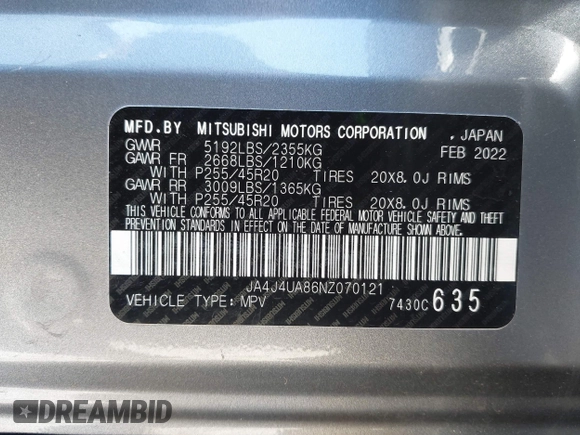 MFD.BY MITSUBISHI MOTORS CORPORATION , JAPAN
GVWR 5192LBS/2355KG FEB 2022
GAWR FR 2668LBS/1210KG
WITH P255/45R20 TIRES 20X8.0J RIMS
GAWR RR 3009LBS/1365KG
WITH P255/45R20 TIRES 20X8.0J RIMS
THIS VEHICLE CONFORMS TO ALL APPLICABLE FEDERAL MOTOR VEHICLE SAFETY AND THEFT
PREVENTION STANDARDS IN EFFECT ON THE DATE OF MANUFACTURE SHOWN ABOVE.
JA4J4UA86NZ070121
VEHICLE TYPE: MPV 7430C 635
DREAMBID